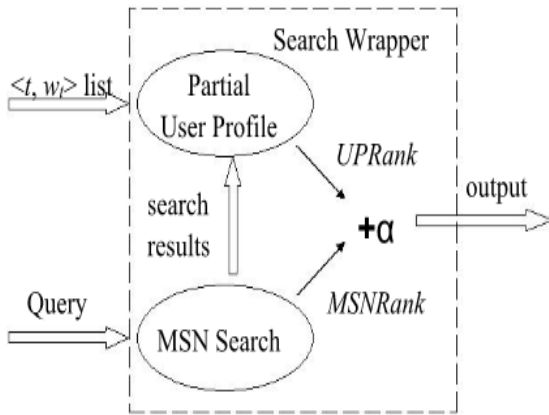 Search Wrapper
<t, wt> list
Partial
User Profile
UPRank
search
results
+α
output
Query
MSNRank
MSN Search